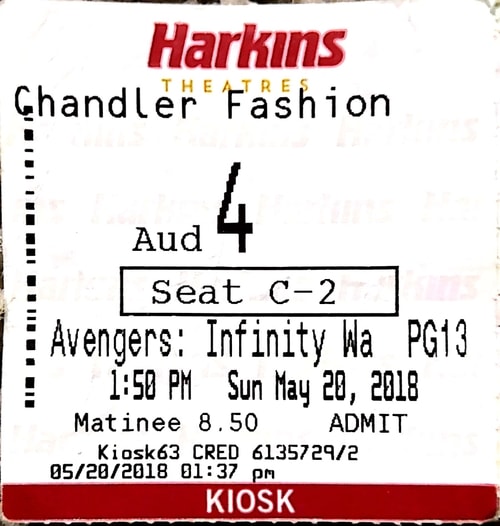 Harkins
THEATRES
Chandler Fashion
Aud 4
Seat C-2
Avengers: Infinity Wa PG13
1:50 PM Sun May 20, 2018
Matinee 8.50 ADMIT
Kiosk63 CRED 6135729/2
05/20/2018 01:37 pm
KIOSK